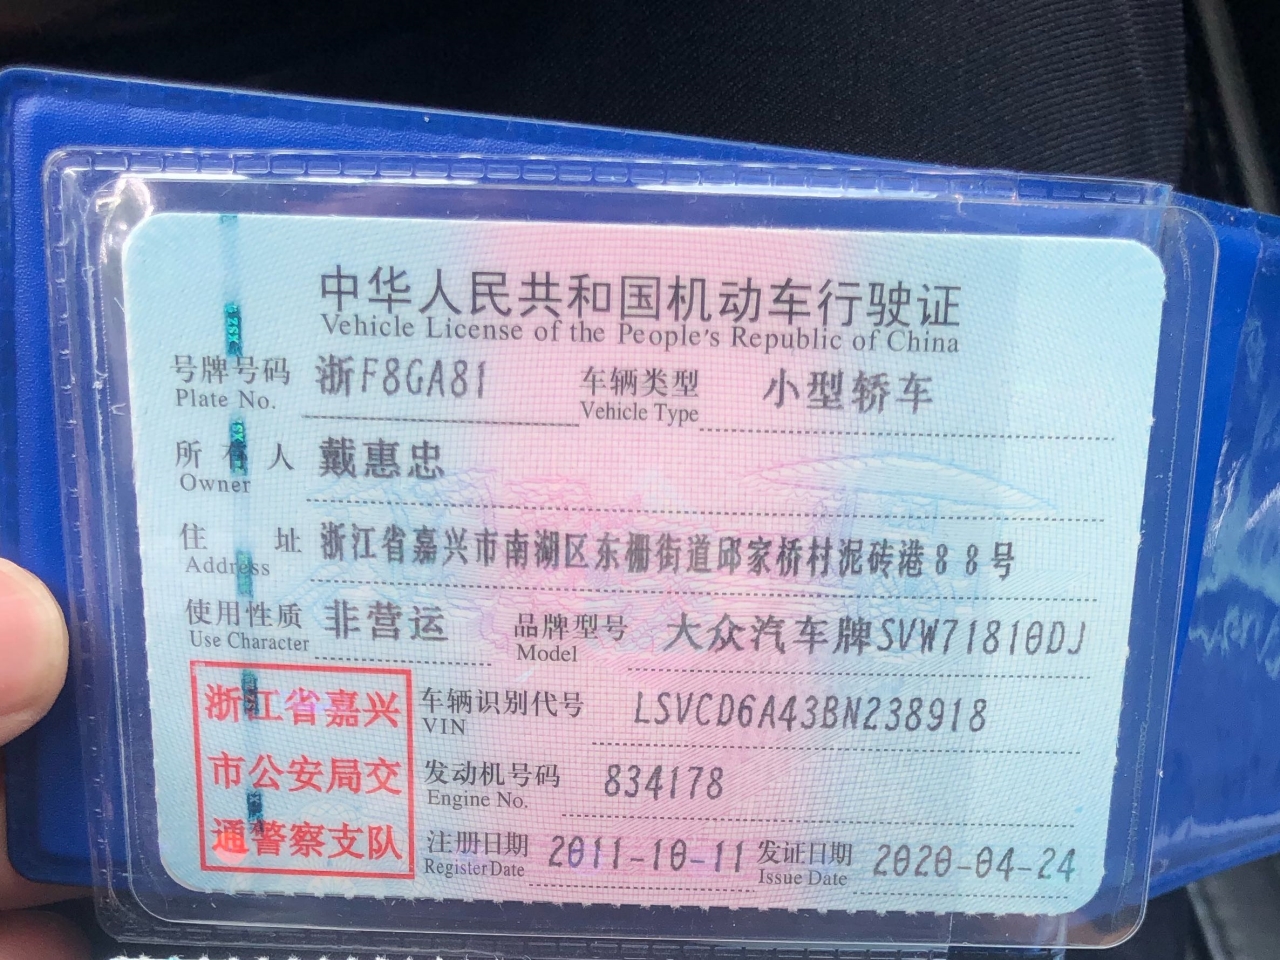 中华人民共和国机动车行驶证
Vehicle License of the People's Republic of China
号牌号码 浙F8GA81 车辆类型 小型轿车
Plate No. Vehicle Type
所有人 戴惠忠
Owner
住址 浙江省嘉兴市南湖区东栅街道邱家桥村泥砖港88号
Address
使用性质 非营运 品牌型号 大众汽车牌SVW71810DJ
Use Character Model
浙江省嘉兴
市公安局交
通警察支队
车辆识别代号 LSVCD6A43BN238918
VIN
发动机号码 834178
Engine No.
注册日期 2011-10-11 发证日期 2020-04-24
Register Date Issue Date